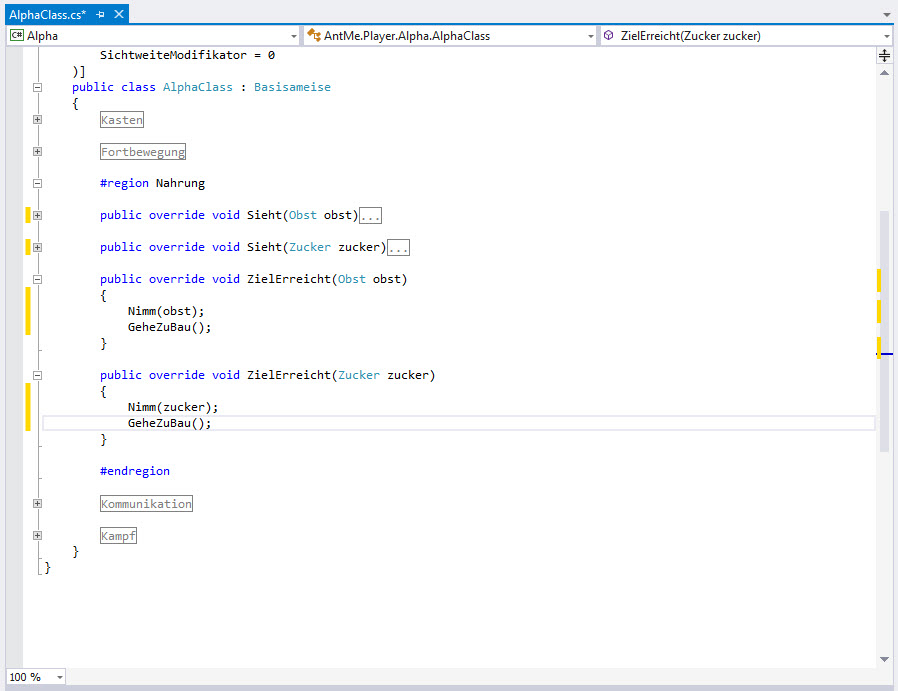 AlphaClass.cs*
C# Alpha AntMe.Player.Alpha.AlphaClass ZielErreicht(Zucker zucker)
SichtweiteModifikator = 0
)]
public class AlphaClass : Basisameise
{
Kasten
Fortbewegung
#region Nahrung
public override void Sieht(Obst obst)...
public override void Sieht(Zucker zucker)...
public override void ZielErreicht(Obst obst)
{
Nimm(obst);
GeheZuBau();
}
public override void ZielErreicht(Zucker zucker)
{
Nimm(zucker);
GeheZuBau();
}
#endregion
Kommunikation
Kampf
}
}
100 %